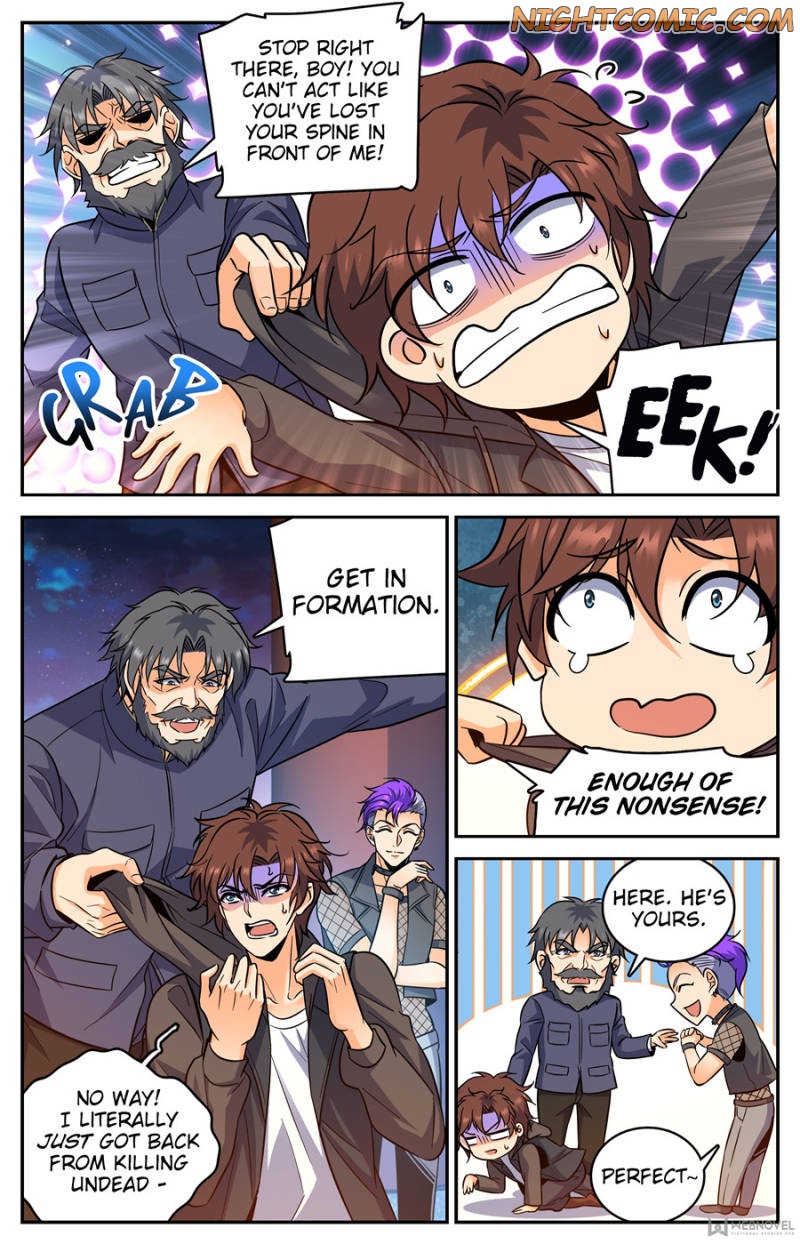 NIGHTCOMIC.COM
STOP RIGHT
THERE, BOY! YOU
CAN'T ACT LIKE
YOU'VE LOST
YOUR SPINE IN
FRONT OF ME!
GRAB
EEK!
GET IN
FORMATION.
NO WAY!
I LITERALLY
JUST GOT BACK
FROM KILLING
UNDEAD -
ENOUGH OF
THIS NONSENSE!
HERE. HE'S
YOURS.
PERFECT~
WEBNOVEL